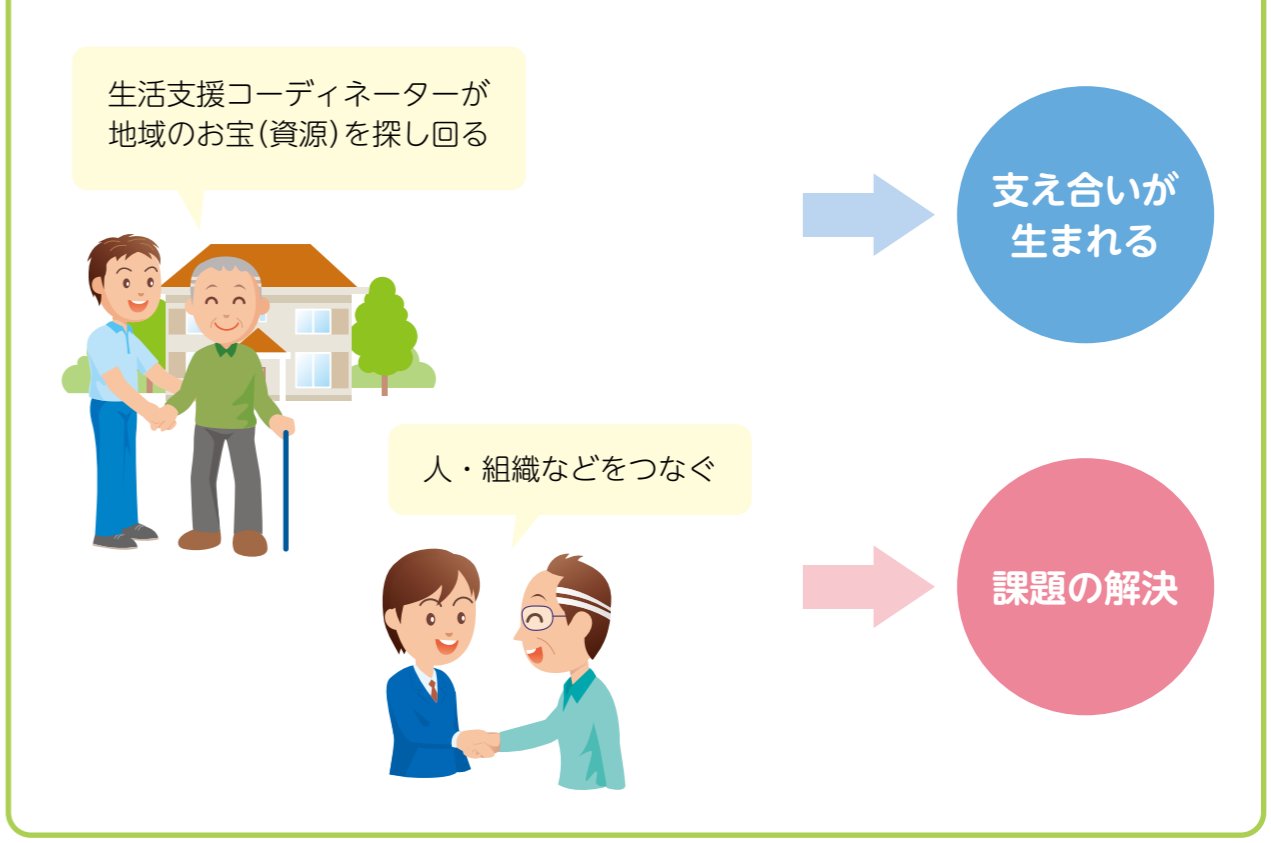 生活支援コーディネーターが
地域のお宝(資源)を探し回る
支え合いが
生まれる
人・組織などをつなぐ
課題の解決